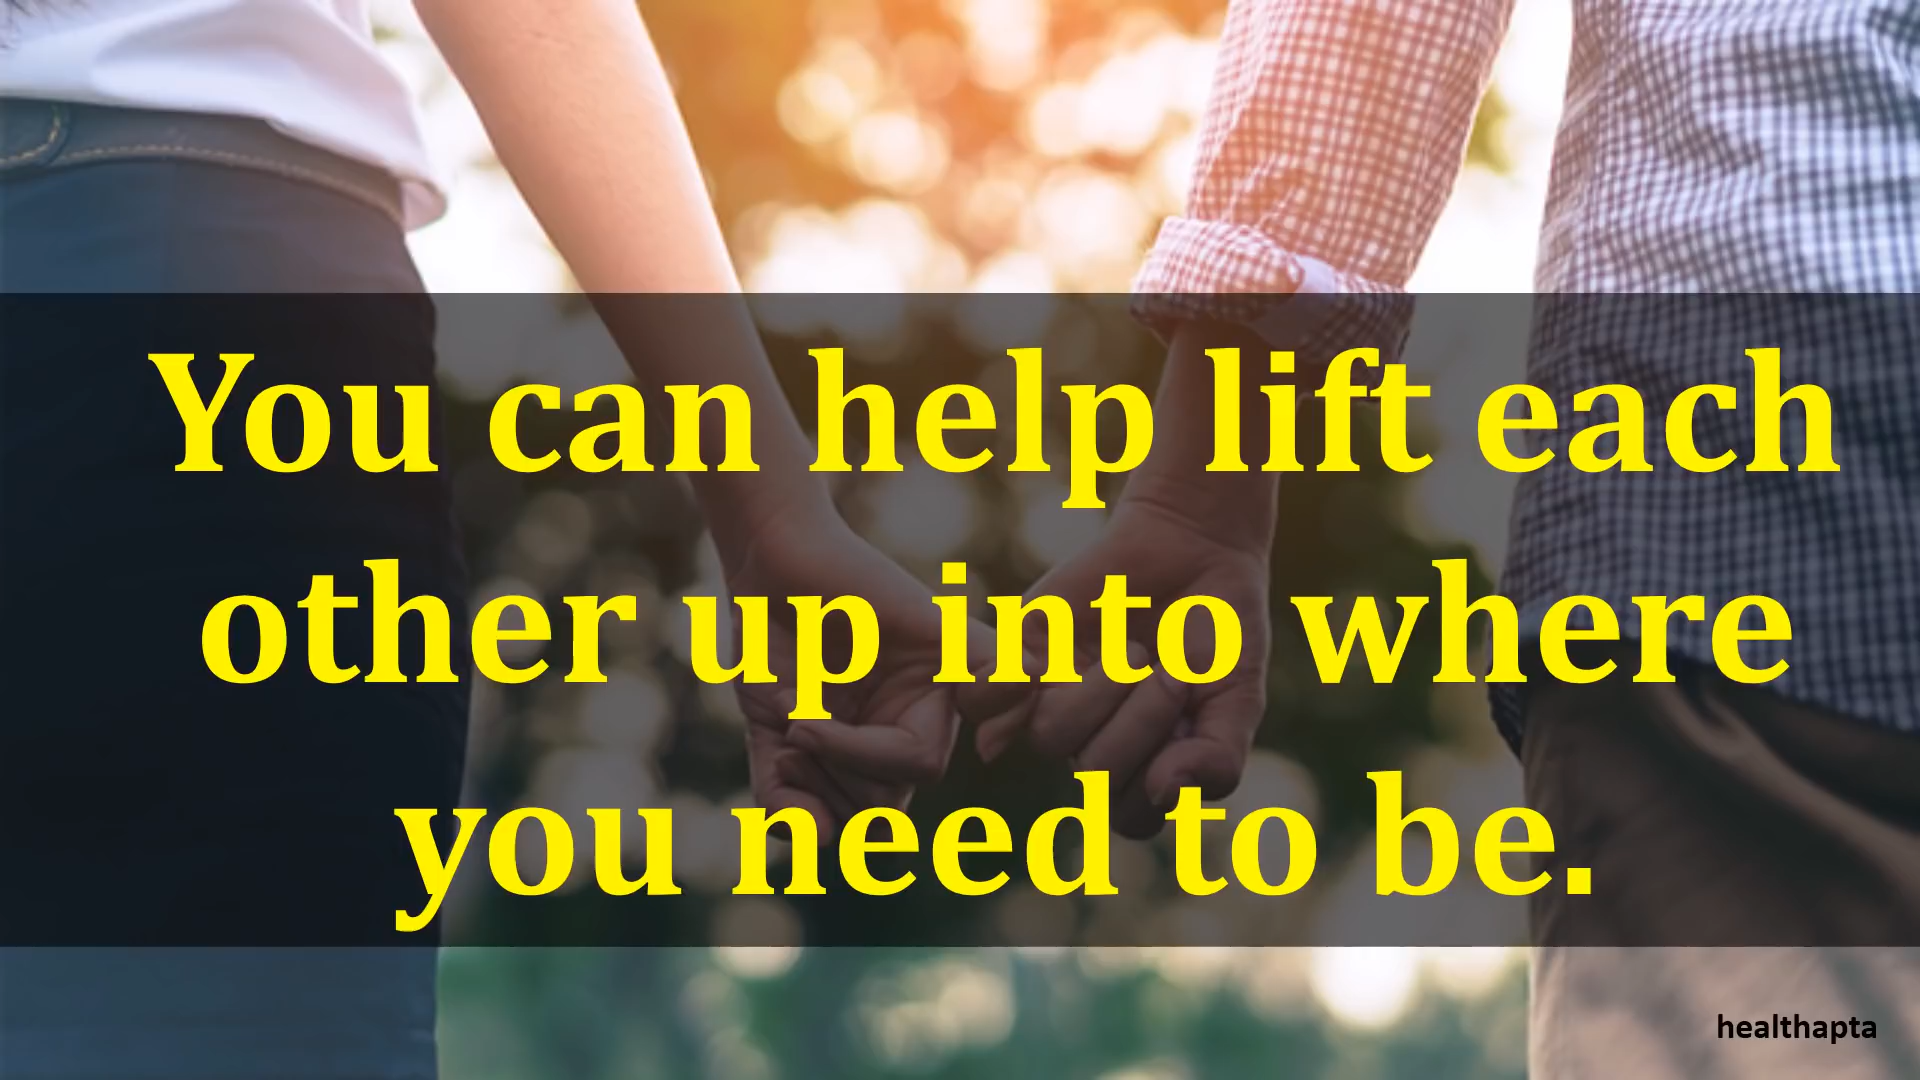 You can help lift each
other up into where
you need to be.
healthapta